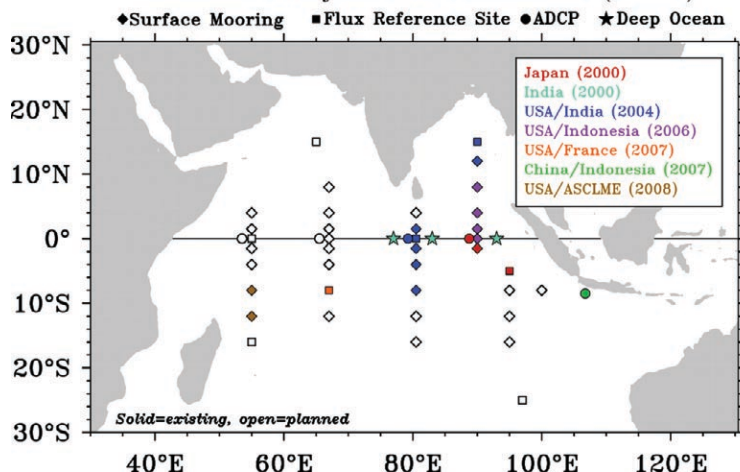 Surface Mooring Flux Reference Site ADCP Deep Ocean
30°N
20°N
10°N
0°
10°S
20°S
30°S
Japan (2000)
India (2000)
USA/India (2004)
USA/Indonesia (2006)
USA/France (2007)
China/Indonesia (2007)
USA/ASCLME (2008)
Solid=existing, open=planned
40°E 60°E 80°E 100°E 120°E